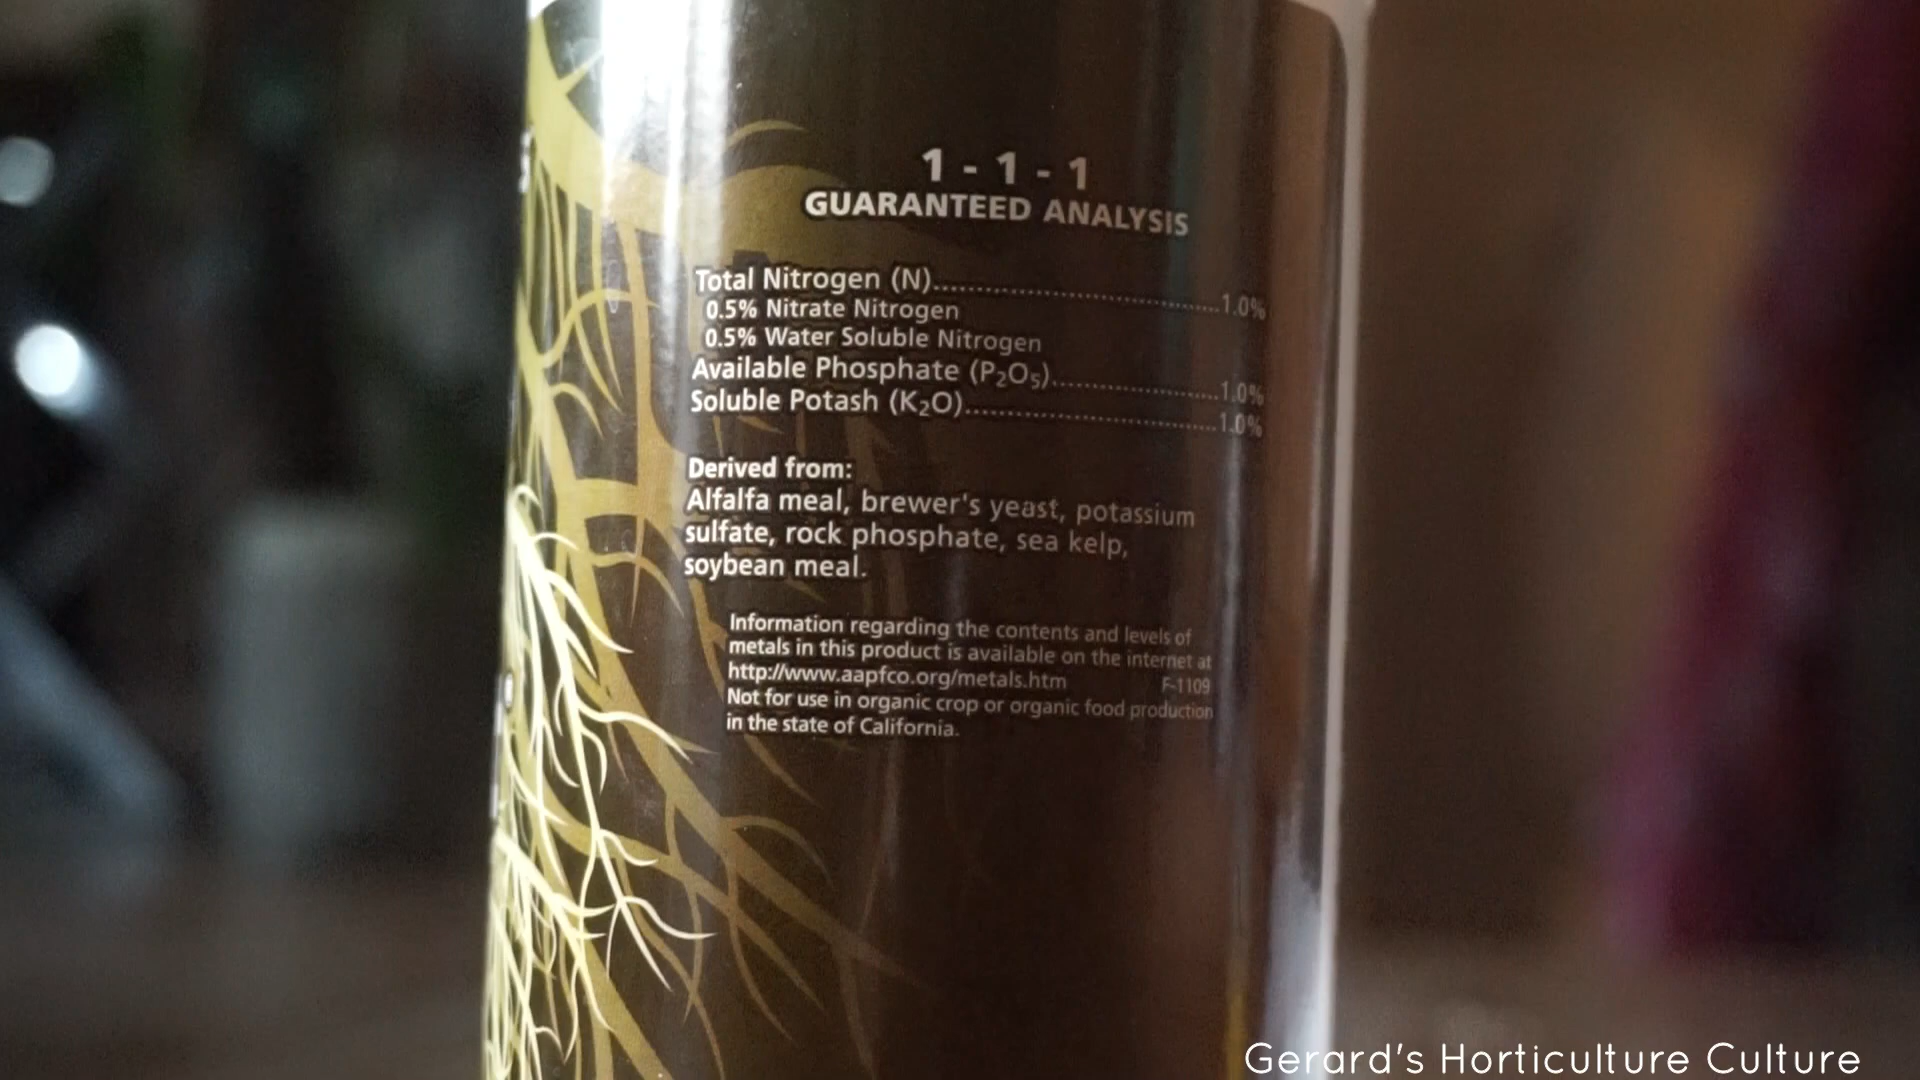 1 - 1 - 1
GUARANTEED ANALYSIS
Total Nitrogen (N)........................................1.0%
0.5% Nitrate Nitrogen
0.5% Water Soluble Nitrogen
Available Phosphate (P₂O₅)........................1.0%
Soluble Potash (K₂O)....................................1.0%
Derived from:
Alfalfa meal, brewer's yeast, potassium
sulfate, rock phosphate, sea kelp,
soybean meal.
Information regarding the contents and levels of
metals in this product is available on the internet at
http://www.aapfco.org/metals.htm F-1109
Not for use in organic crop or organic food production
in the state of California.
Gerard's Horticulture Culture